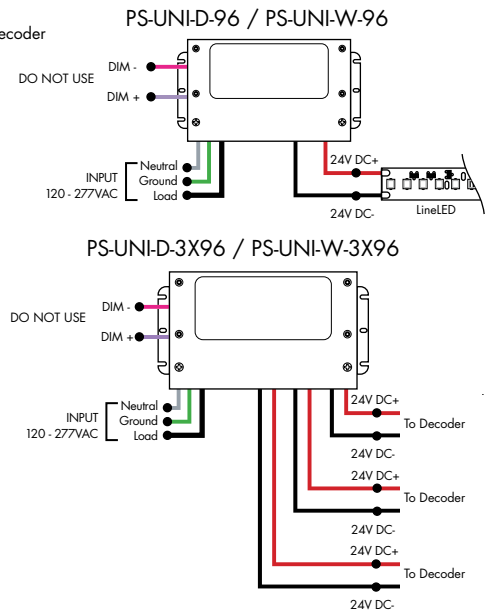 PS-UNI-D-96 / PS-UNI-W-96
ecoder
DO NOT USE
DIM -
DIM +
INPUT
120 - 277VAC
Neutral
Ground
Load
24V DC+
24V DC-
LineLED
PS-UNI-D-3X96 / PS-UNI-W-3X96
DO NOT USE
DIM -
DIM +
INPUT
120 - 277VAC
Neutral
Ground
Load
24V DC+
To Decoder
24V DC-
24V DC+
To Decoder
24V DC-
24V DC+
To Decoder
24V DC-